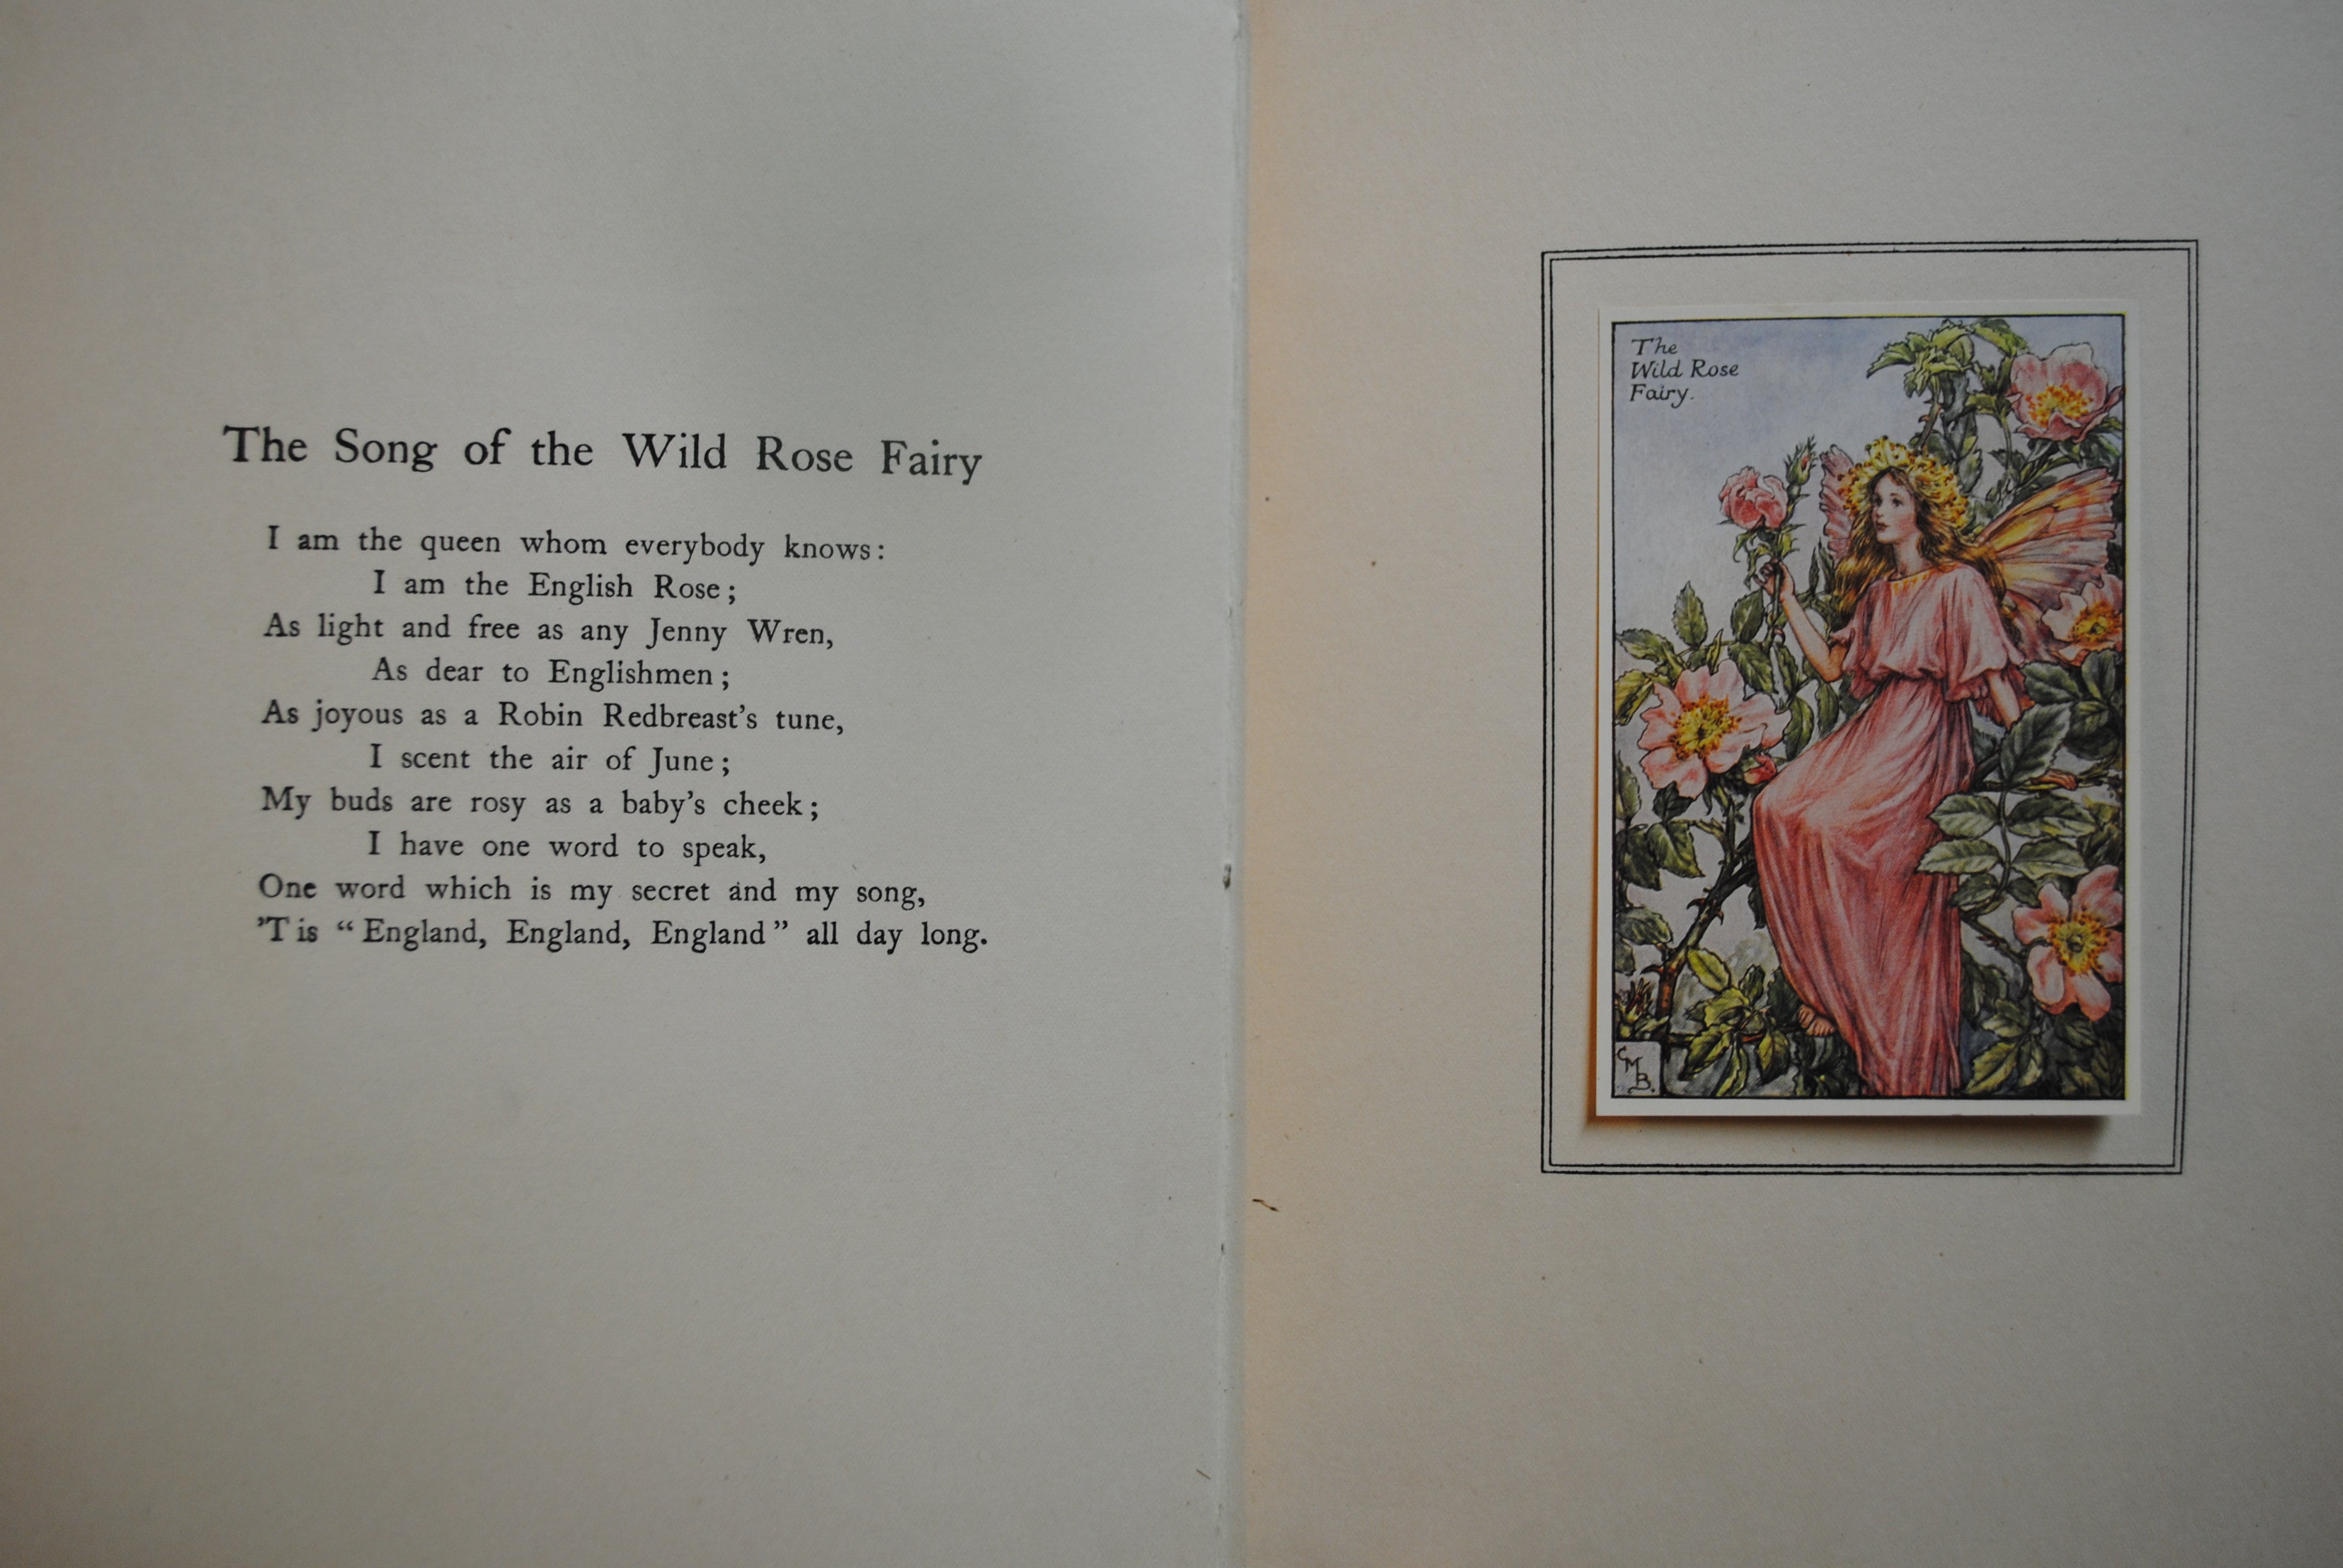 The Song of the Wild Rose Fairy
I am the queen whom everybody knows:
I am the English Rose;
As light and free as any Jenny Wren,
As dear to Englishmen;
As joyous as a Robin Redbreast's tune,
I scent the air of June;
My buds are rosy as a baby's cheek;
I have one word to speak,
One word which is my secret and my song,
'Tis “England, England, England” all day long.
The
Wild Rose
Fairy.
C
M
B.